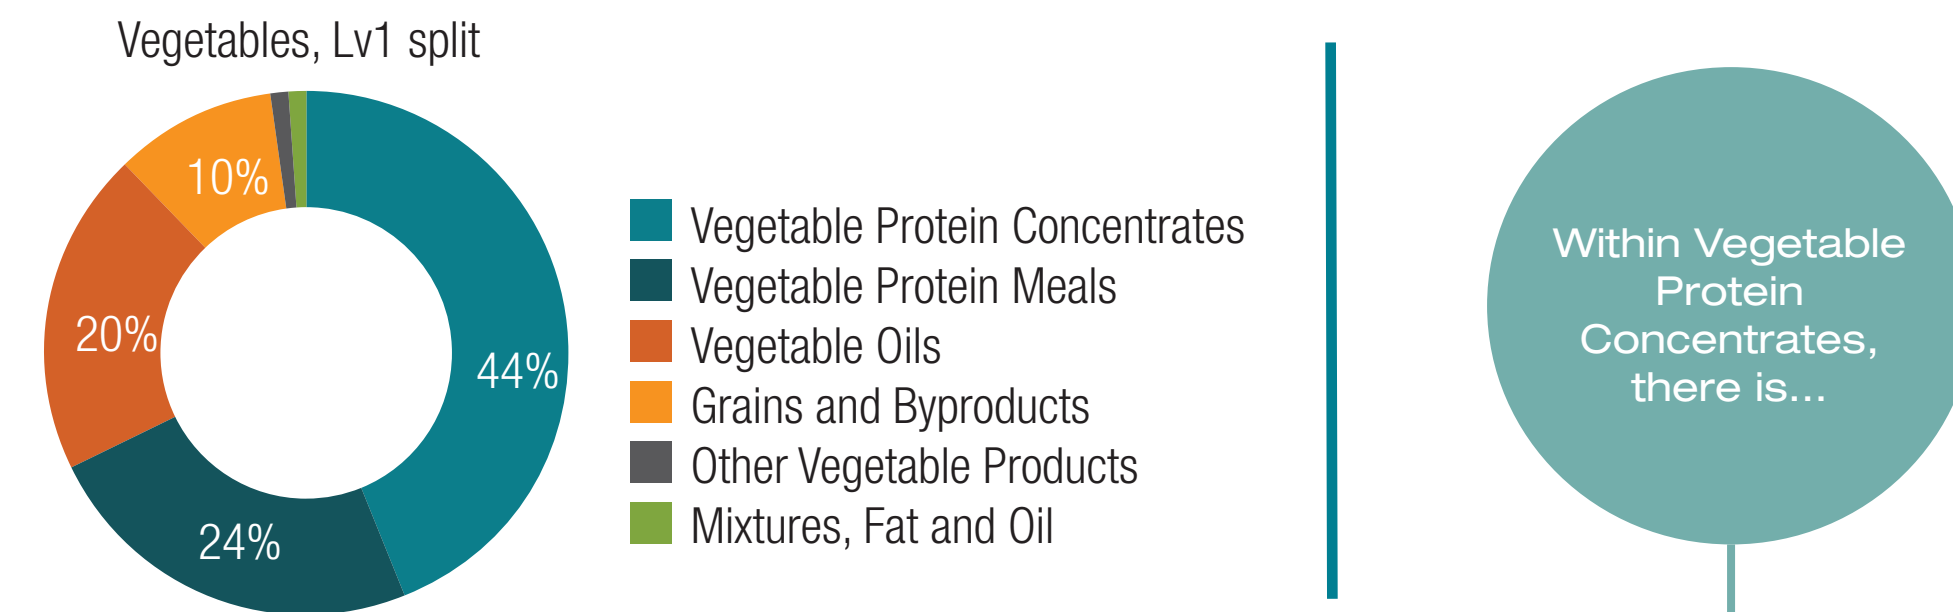 Vegetables, Lv1 split
10%
20%
44%
24%
Vegetable Protein Concentrates
Vegetable Protein Meals
Vegetable Oils
Grains and Byproducts
Other Vegetable Products
Mixtures, Fat and Oil
Within Vegetable
Protein
Concentrates,
there is...